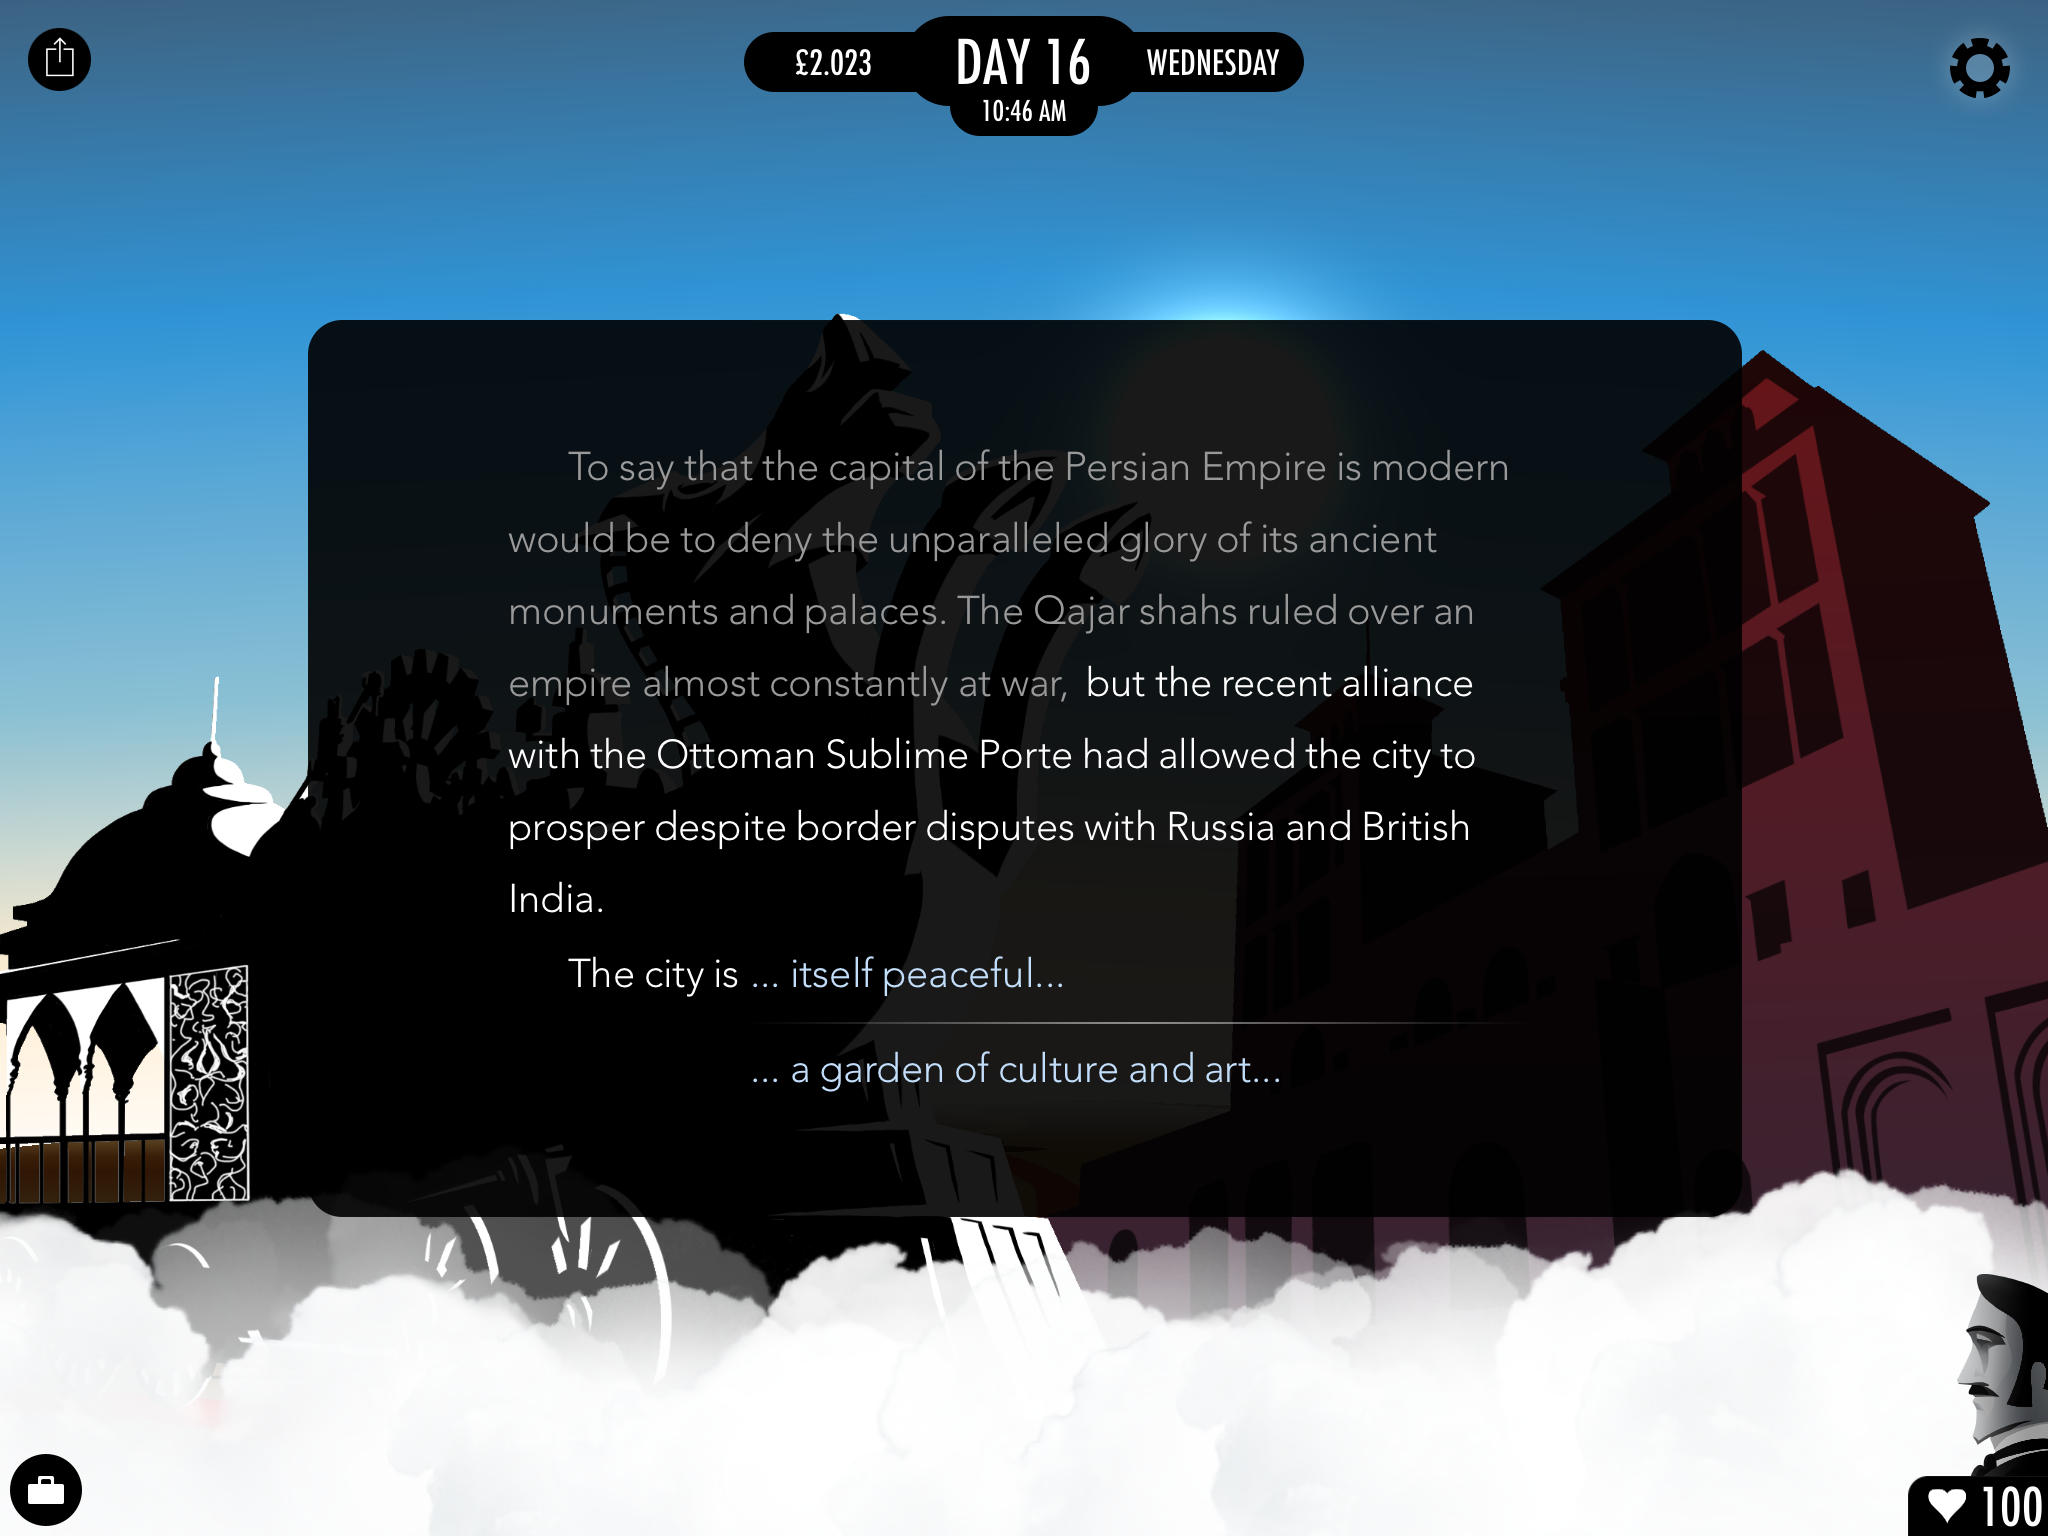 £2.023
DAY 16
WEDNESDAY
10:46 AM
To say that the capital of the Persian Empire is modern
would be to deny the unparalleled glory of its ancient
monuments and palaces. The Qajar shahs ruled over an
empire almost constantly at war, but the recent alliance
with the Ottoman Sublime Porte had allowed the city to
prosper despite border disputes with Russia and British
India.
The city is ... itself peaceful...
... a garden of culture and art...
100